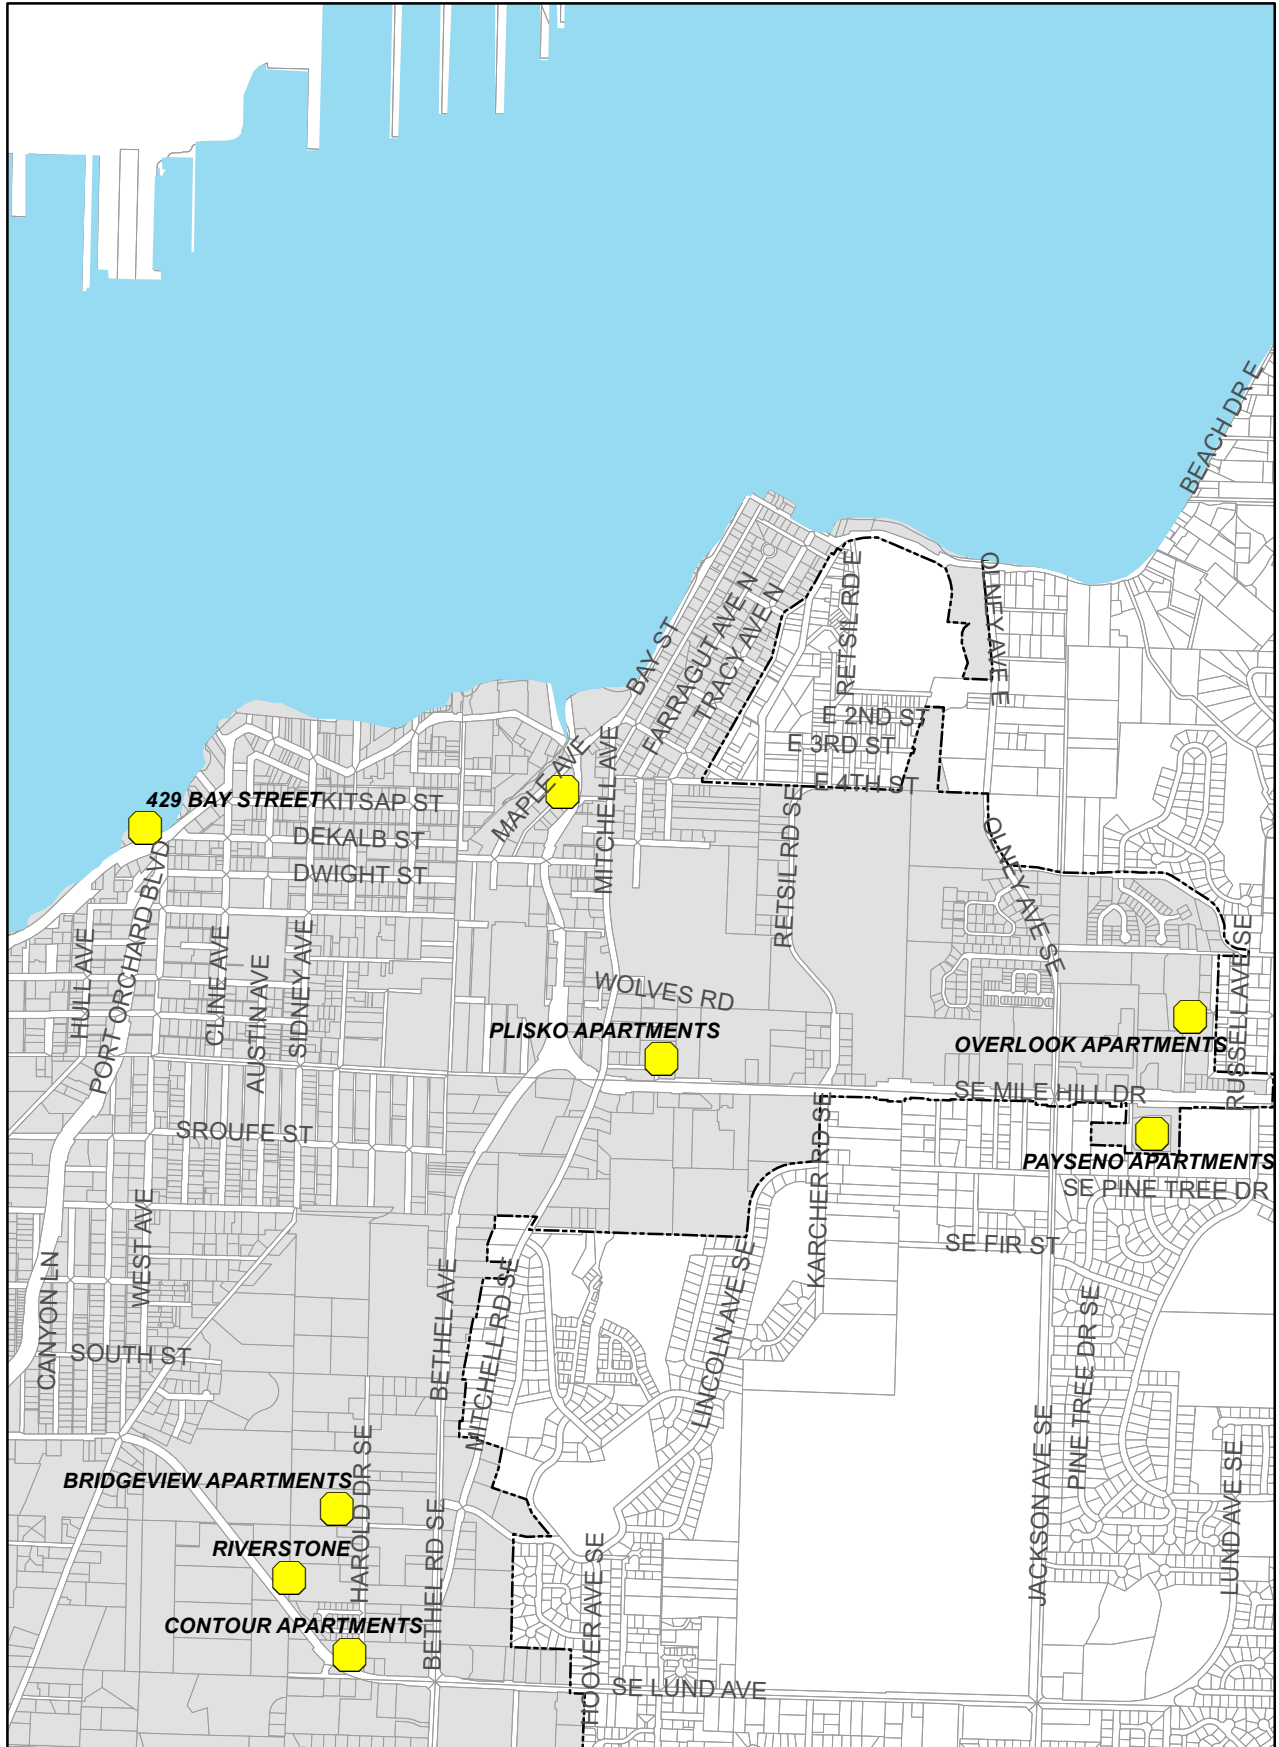 BEACH DR E
OLNEY AVE E
RETSIL RD E
FARRAGUT AVE N
TRACY AVE N
BAY ST
E 2ND ST
E 3RD ST
E 4TH ST
MAPLE AVE
MITCHELL AVE
429 BAY STREET
KITSAP ST
DEKALB ST
DWIGHT ST
RETSIL RD SE
OLNEY AVE SE
PORT ORCHARD BLVD
HULL AVE
CLINE AVE
AUSTIN AVE
SIDNEY AVE
WOLVES RD
PLISKO APARTMENTS
OVERLOOK APARTMENTS
RUSSELL AVE SE
SE MILE HILL DR
SROUFE ST
KARCHER RD SE
PAYSENO APARTMENTS
SE PINE TREE DR
WEST AVE
SE FIR ST
CANYON LN
BETHEL AVE
MITCHELL RD SE
LINCOLN AVE SE
PINE TREE DR SE
SOUTH ST
BRIDGEVIEW APARTMENTS
HAROLD DR SE
JACKSON AVE SE
LUND AVE SE
RIVERSTONE
BETHEL RD SE
HOOVER AVE SE
CONTOUR APARTMENTS
SE LUND AVE